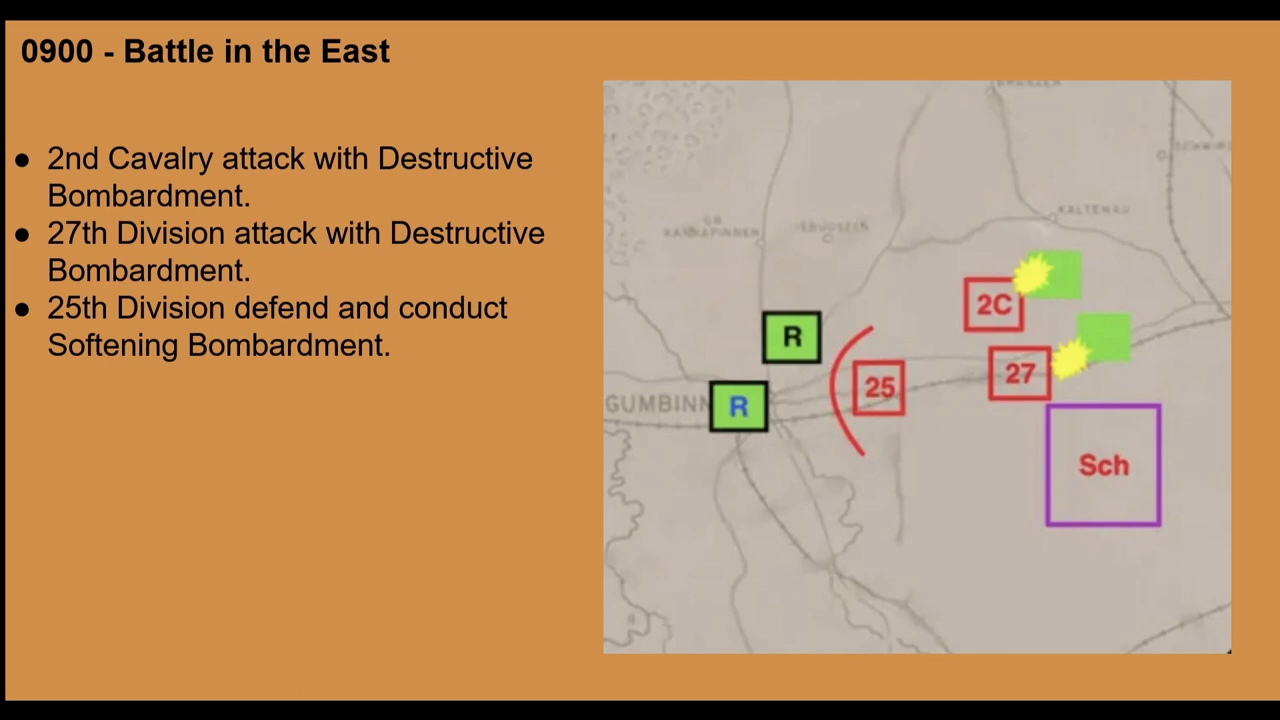 0900 - Battle in the East
● 2nd Cavalry attack with Destructive
Bombardment.
● 27th Division attack with Destructive
Bombardment.
● 25th Division defend and conduct
Softening Bombardment.
KALTENAU
2C
R
27
25
R
GUMBINN
Sch